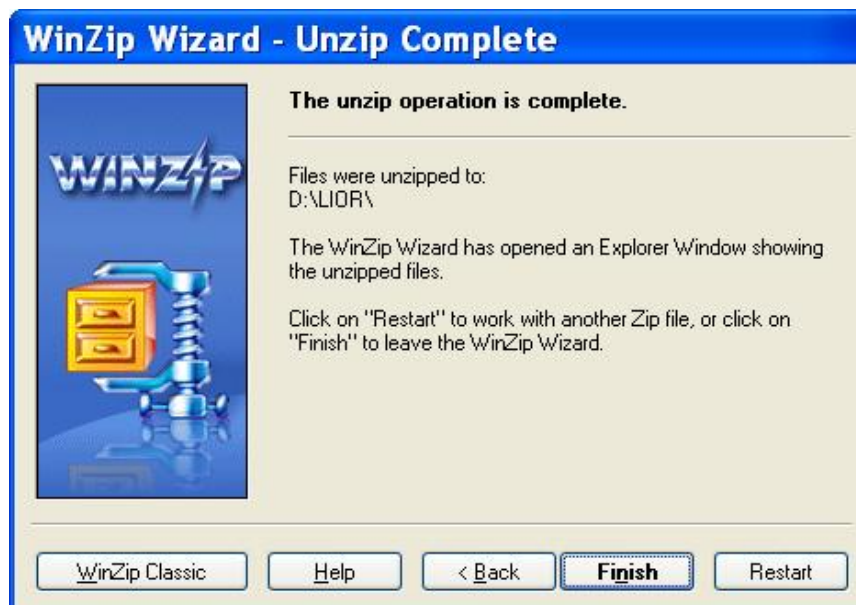 WinZip Wizard - Unzip Complete
WINZIP
The unzip operation is complete.
Files were unzipped to:
D:\LIOR\
The WinZip Wizard has opened an Explorer Window showing
the unzipped files.
Click on "Restart" to work with another Zip file, or click on
"Finish" to leave the WinZip Wizard.
WinZip Classic
Help
< Back
Finish
Restart